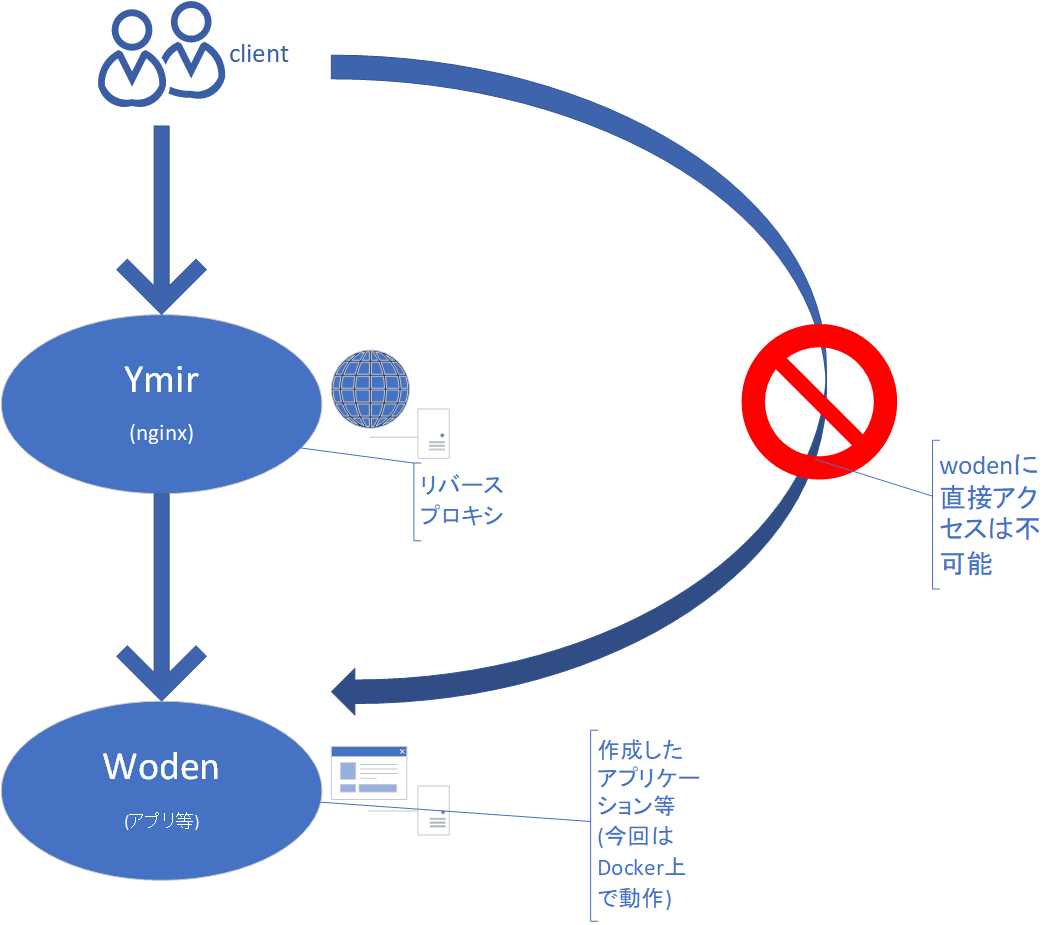 client
Ymir
(nginx)
リバース
プロキシ
wodenに
直接アク
セスは不
可能
Woden
(アプリ等)
作成した
アプリケー
ション等
(今回は
Docker上
で動作)